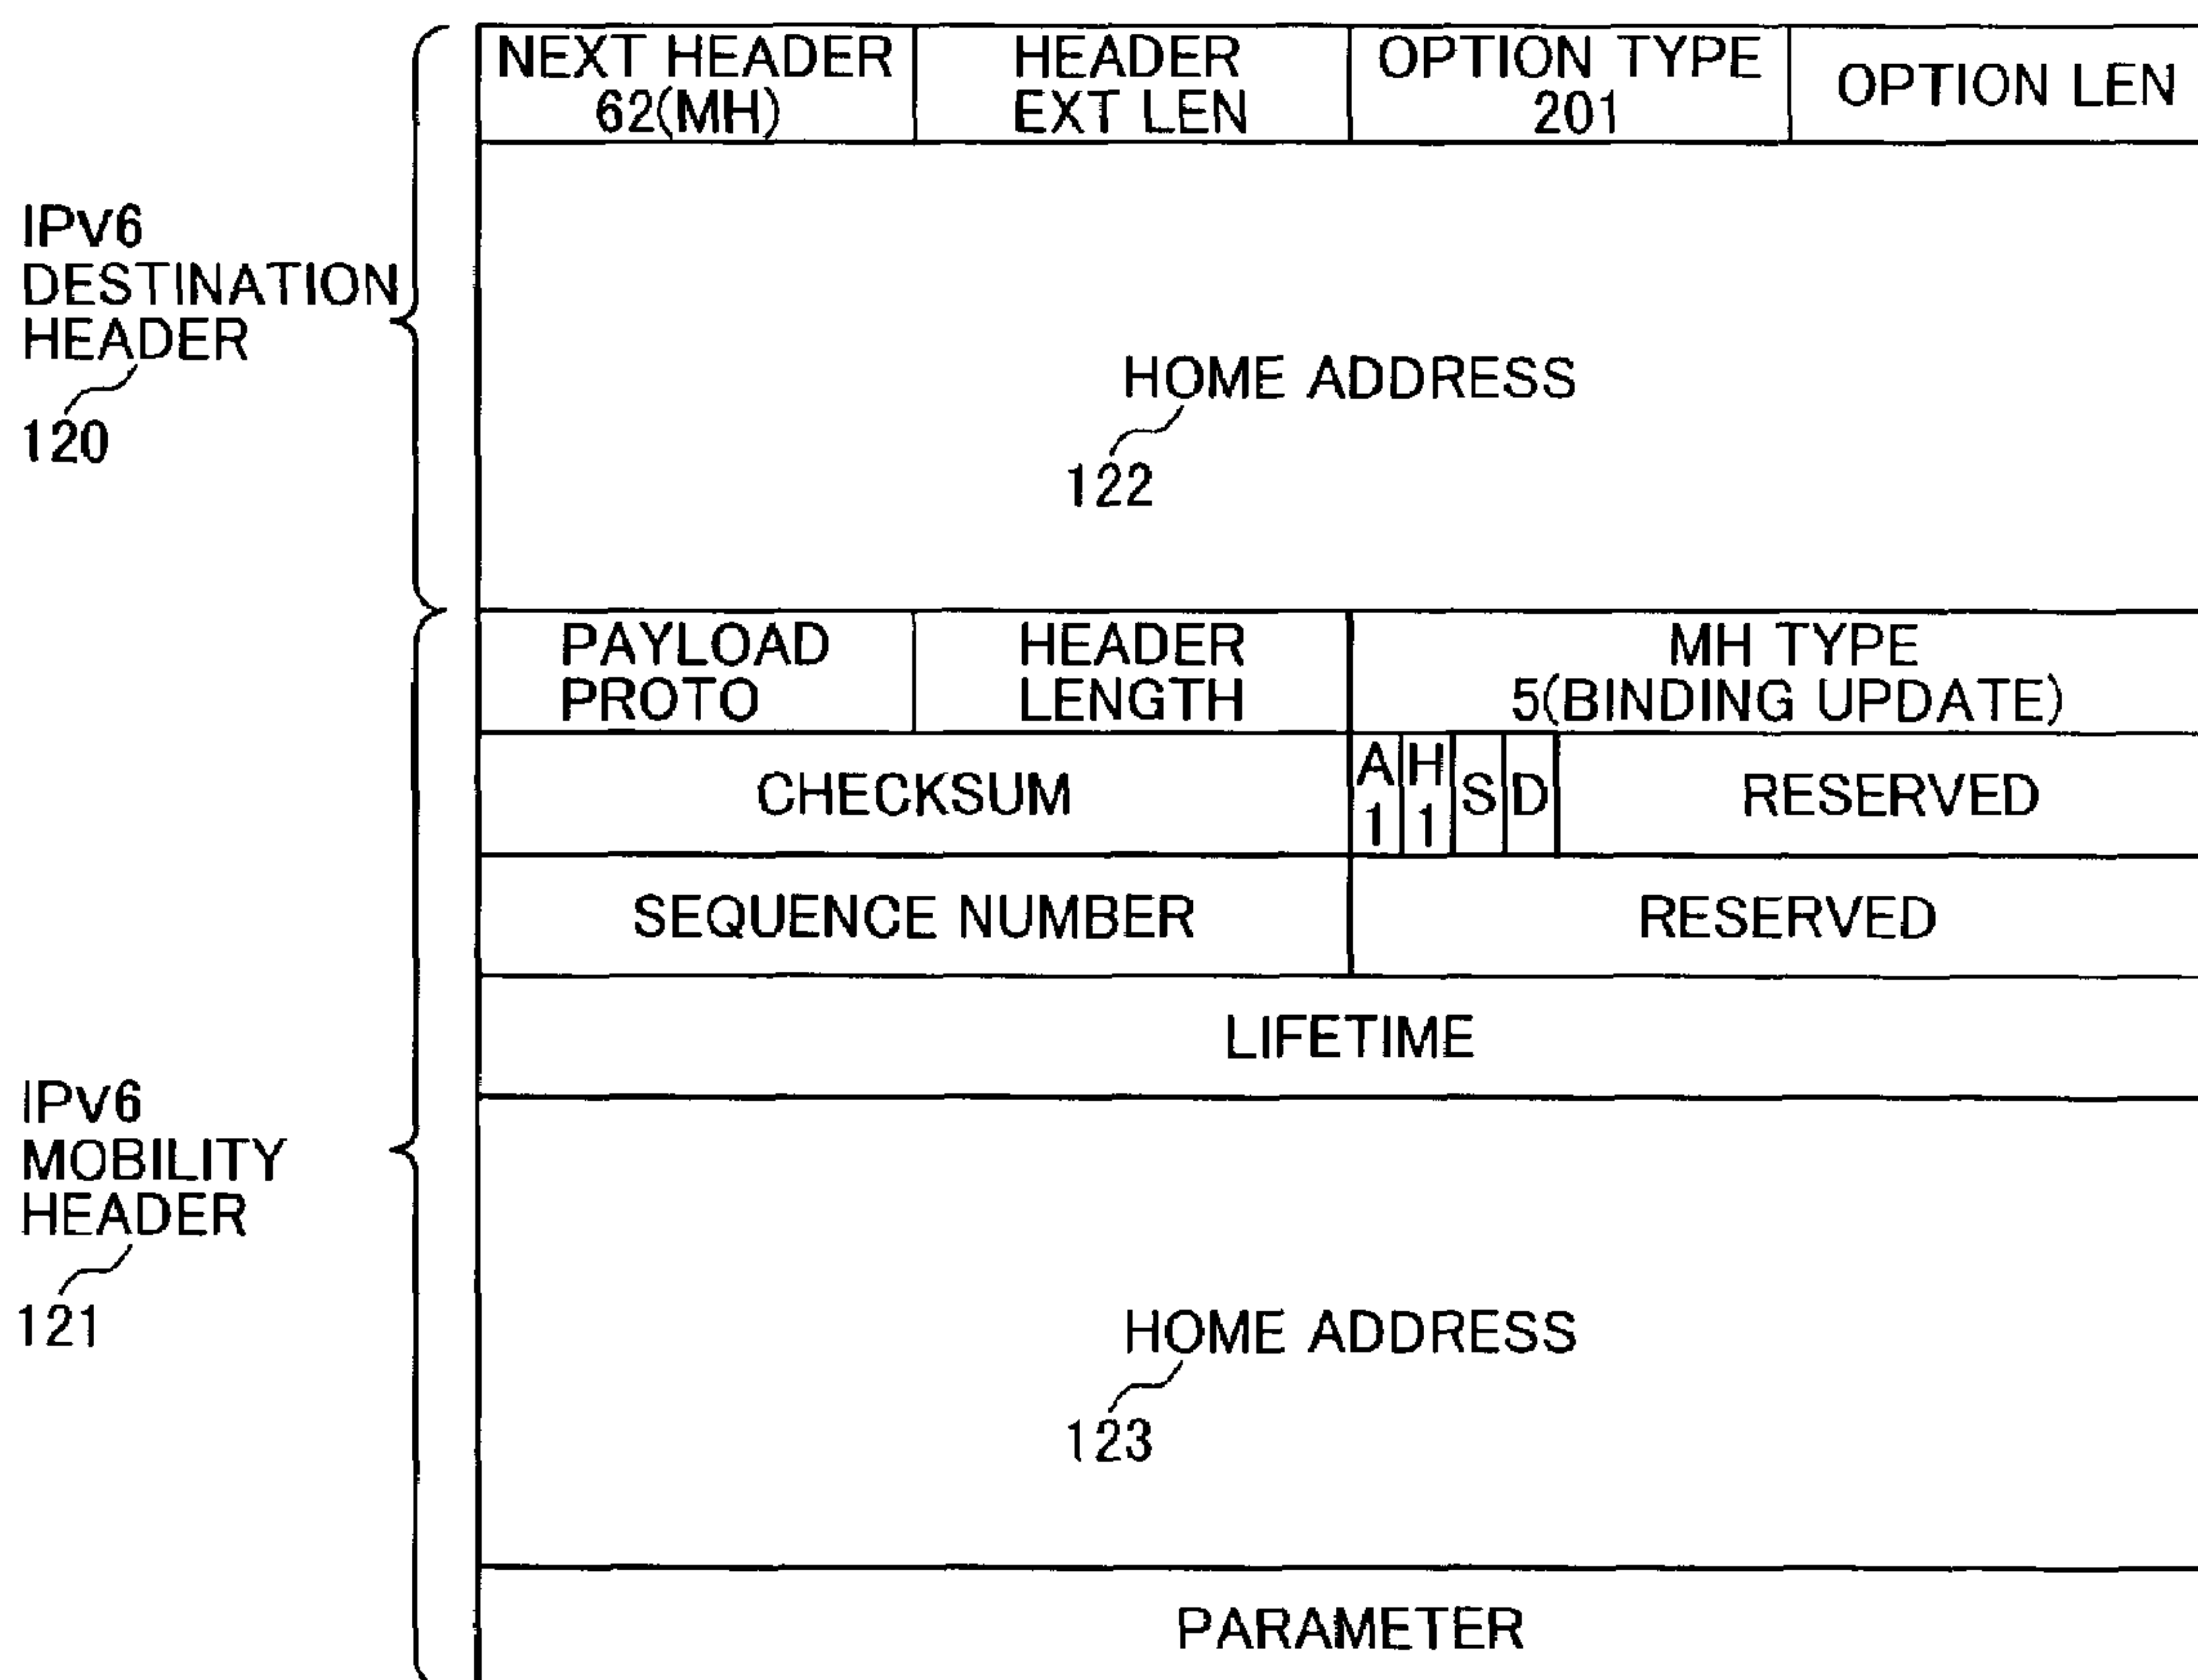 NEXT HEADER
62(MH)
HEADER
EXT LEN
OPTION TYPE
201
OPTION LEN
IPV6
DESTINATION
HEADER
120
HOME ADDRESS
122
PAYLOAD
PROTO
HEADER
LENGTH
MH TYPE
5(BINDING UPDATE)
CHECKSUM
A
1
H
1
S
D
RESERVED
SEQUENCE NUMBER
RESERVED
LIFETIME
IPV6
MOBILITY
HEADER
121
HOME ADDRESS
123
PARAMETER